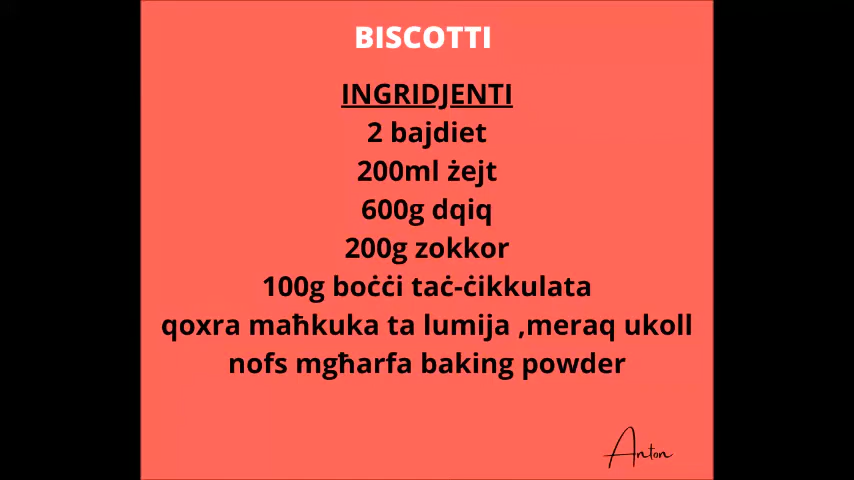 BISCOTTI
INGRIDJENTI
2 bajdiet
200ml żejt
600g dqiq
200g zokkor
100g boċċi taċ-ċikkulata
qoxra maħkuka ta lumija ,meraq ukoll
nofs mgħarfa baking powder
Anton